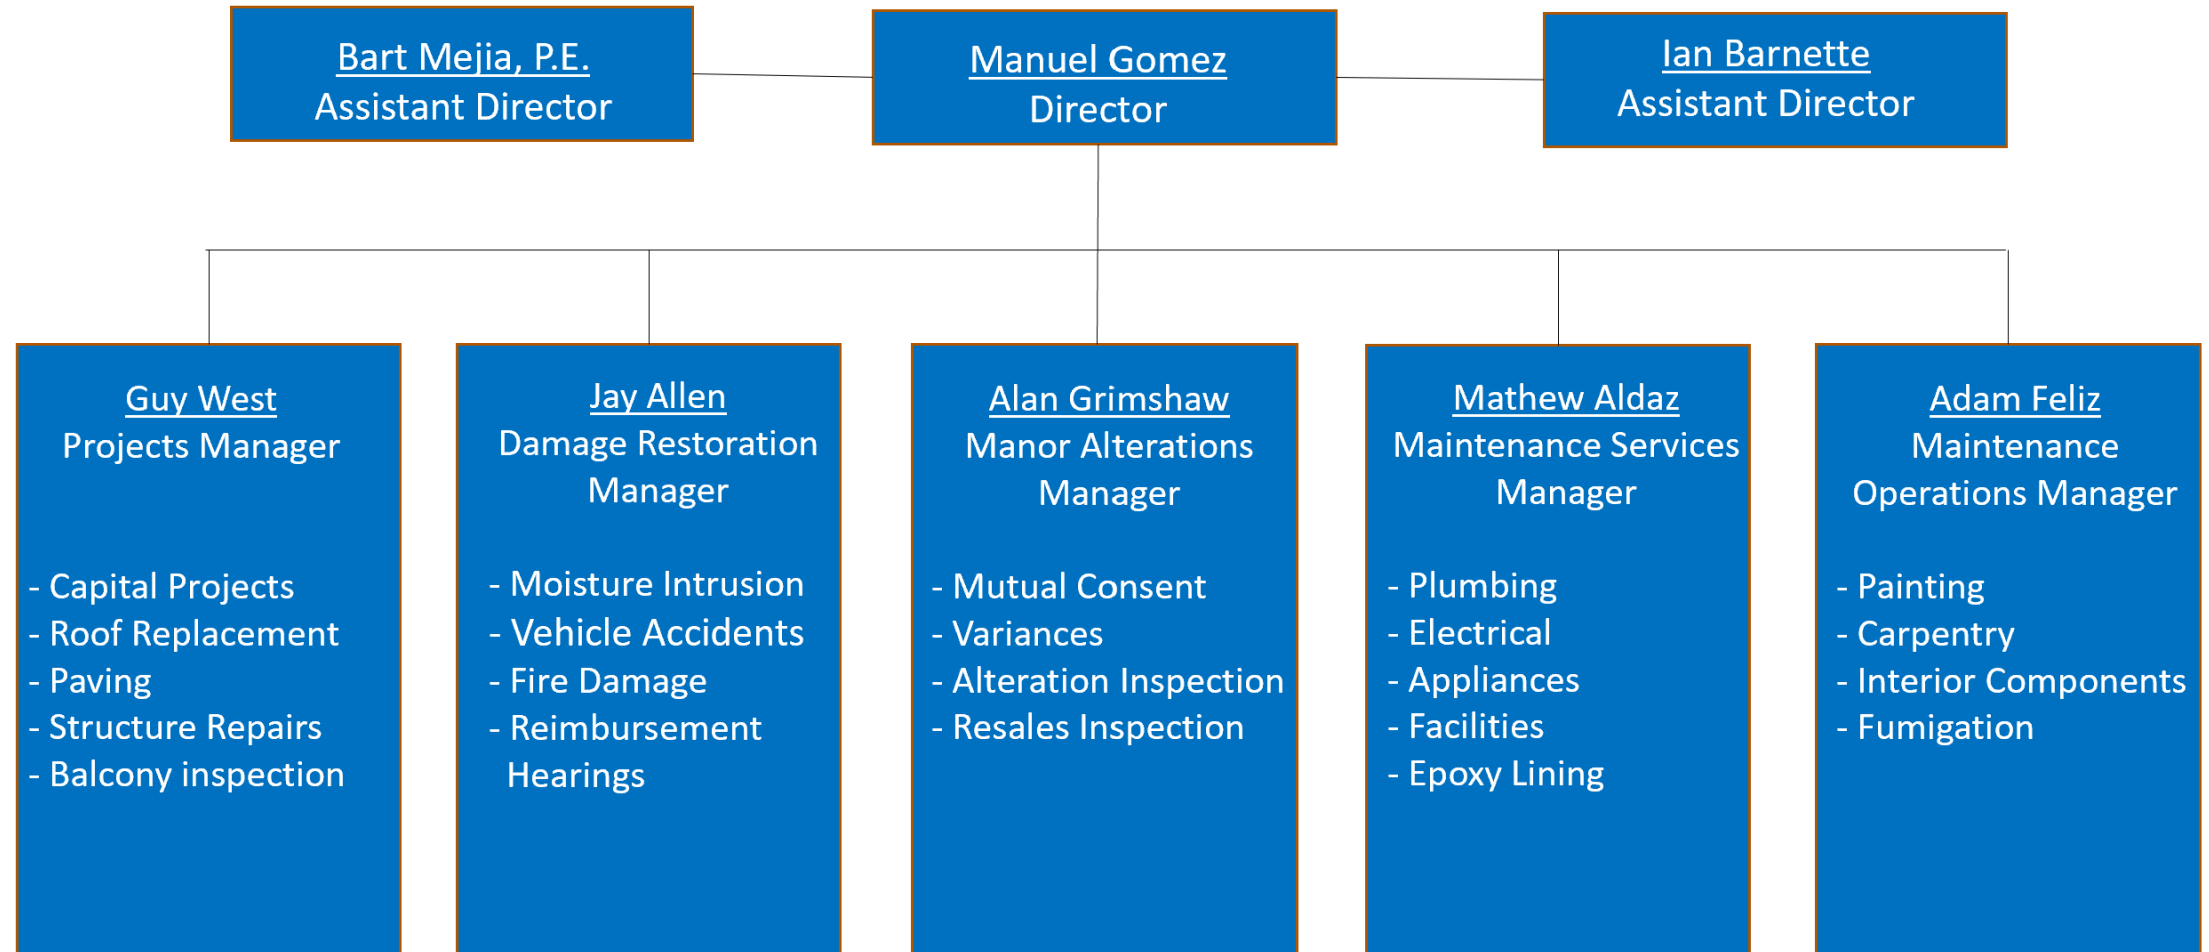 Bart Mejia, P.E.
Assistant Director
Manuel Gomez
Director
Ian Barnette
Assistant Director
Guy West
Projects Manager
- Capital Projects
- Roof Replacement
- Paving
- Structure Repairs
- Balcony inspection
Jay Allen
Damage Restoration
Manager
- Moisture Intrusion
- Vehicle Accidents
- Fire Damage
- Reimbursement
Hearings
Alan Grimshaw
Manor Alterations
Manager
- Mutual Consent
- Variances
- Alteration Inspection
- Resales Inspection
Mathew Aldaz
Maintenance Services
Manager
- Plumbing
- Electrical
- Appliances
- Facilities
- Epoxy Lining
Adam Feliz
Maintenance
Operations Manager
- Painting
- Carpentry
- Interior Components
- Fumigation